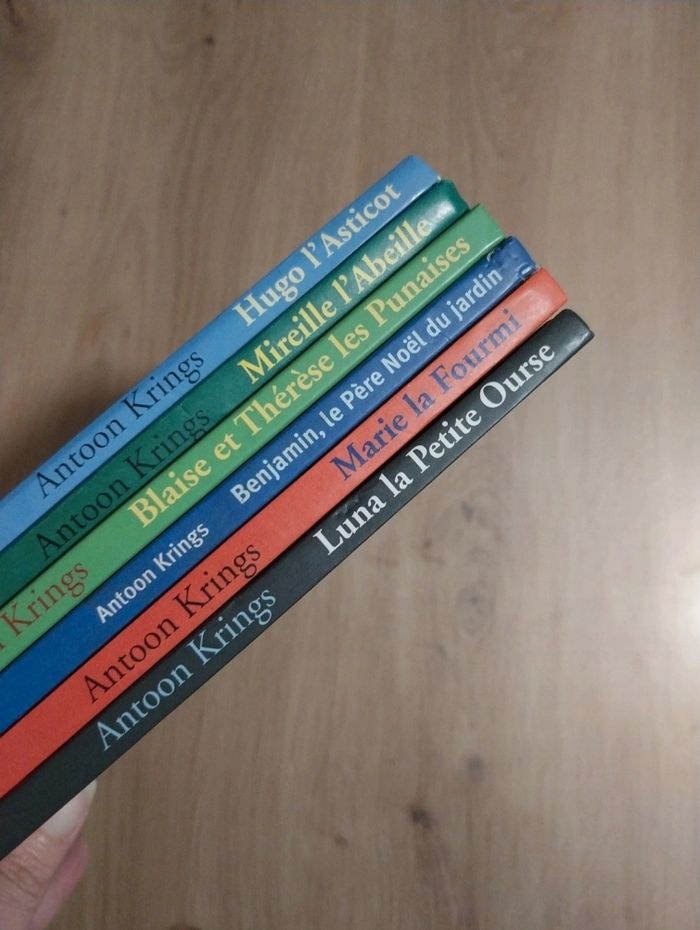 Antoon Krings Hugo l'Asticot
Antoon Krings Mireille l'Abeille
Krings Blaise et Thérèse les Punaises
Antoon Krings Benjamin, le Père Noël du jardin
Antoon Krings Marie la Fourmi
Antoon Krings Luna la Petite Ourse